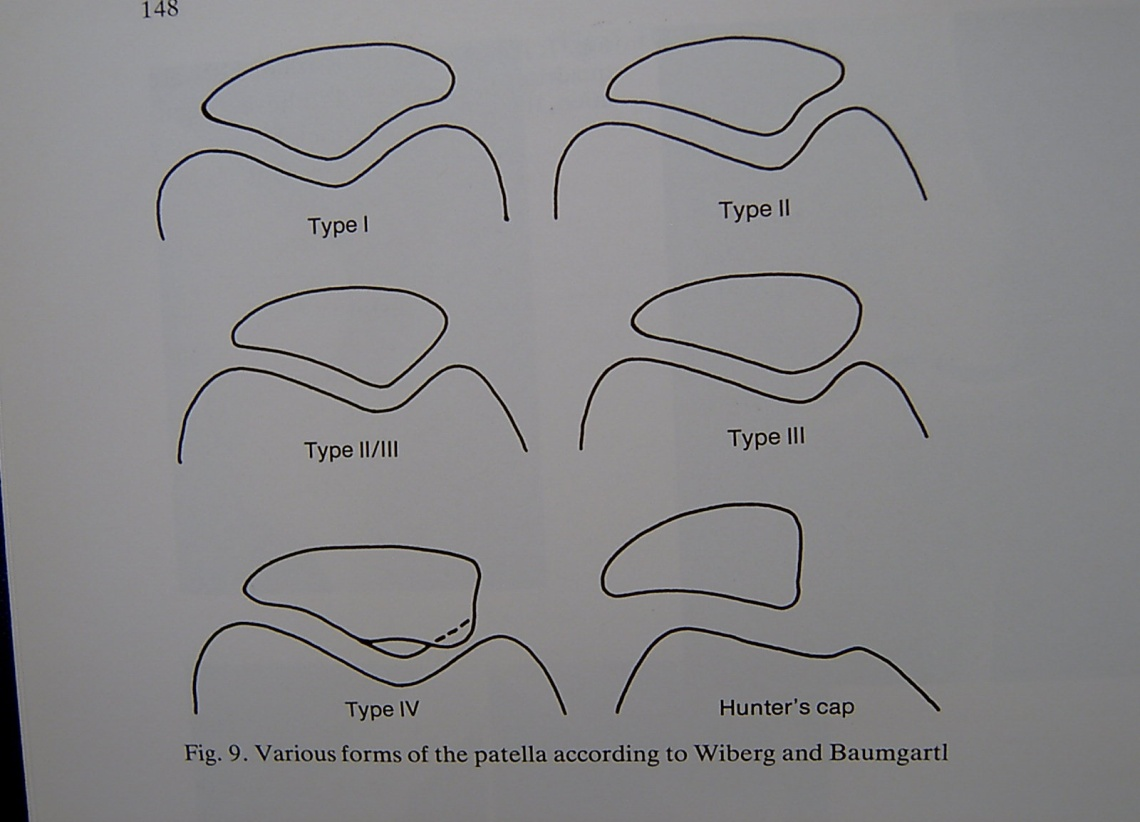 148
Type I
Type II
Type II/III
Type III
Type IV
Hunter's cap
Fig. 9. Various forms of the patella according to Wiberg and Baumgartl